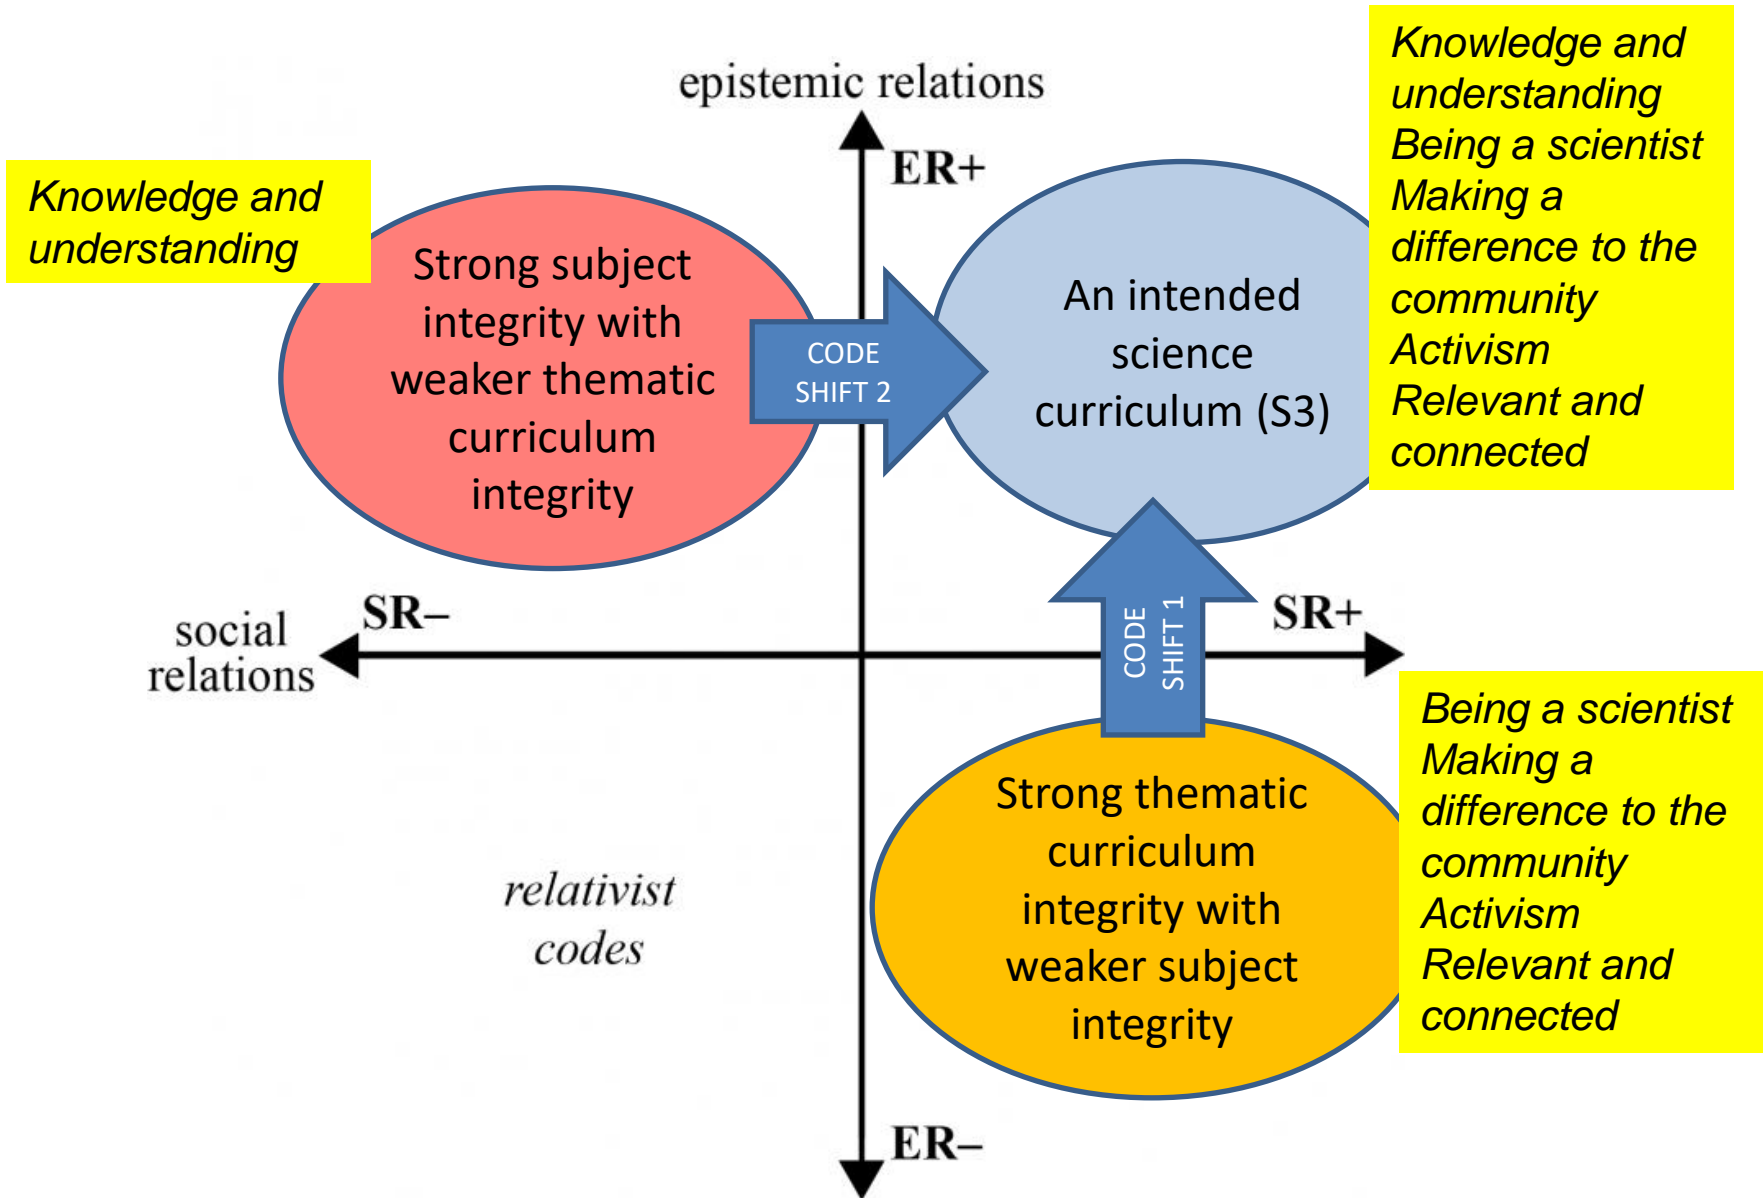 epistemic relations
ER+
Knowledge and
understanding
Strong subject
integrity with
weaker thematic
curriculum
integrity
CODE
SHIFT 2
An intended
science
curriculum (S3)
Knowledge and
understanding
Being a scientist
Making a
difference to the
community
Activism
Relevant and
connected
social
relations
SR–
CODE
SHIFT 1
SR+
relativist
codes
Strong thematic
curriculum
integrity with
weaker subject
integrity
Being a scientist
Making a
difference to the
community
Activism
Relevant and
connected
ER–